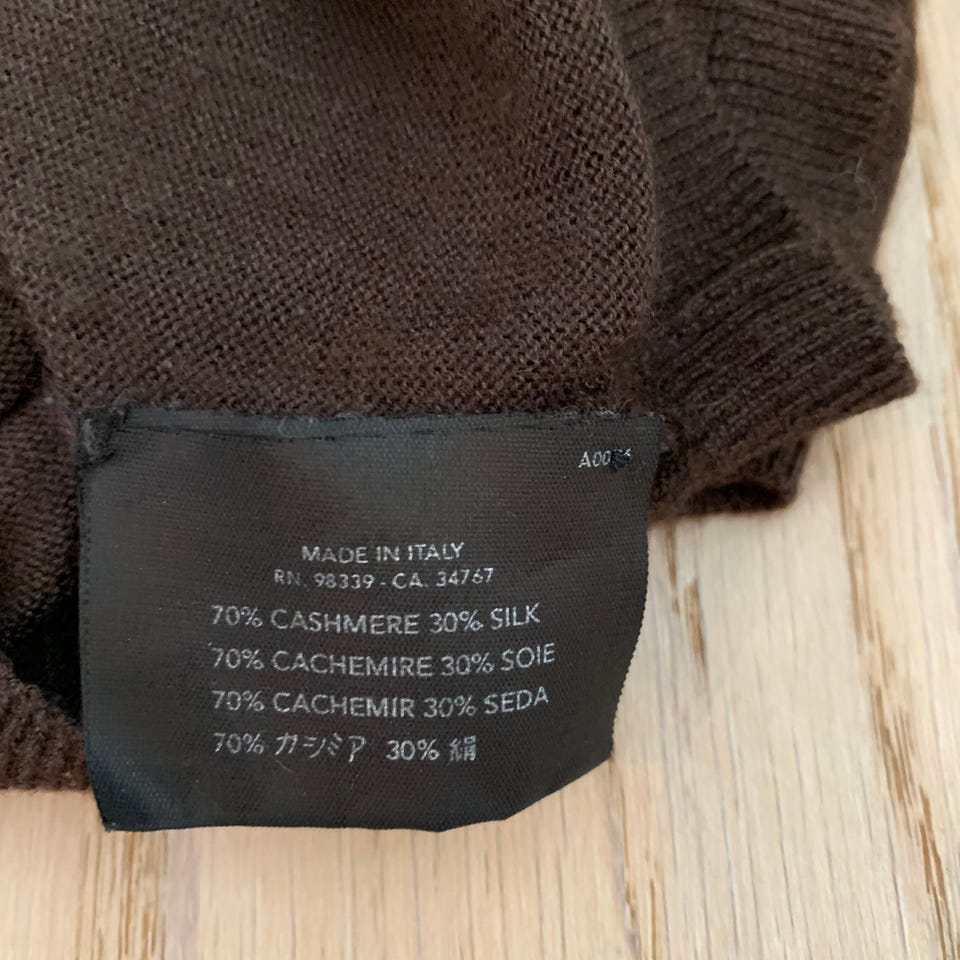 MADE IN ITALY
RN. 98339 - CA. 34767
70% CASHMERE 30% SILK
70% CACHEMIRE 30% SOIE
70% CACHEMIR 30% SEDA
70% カシミア 30% 絹